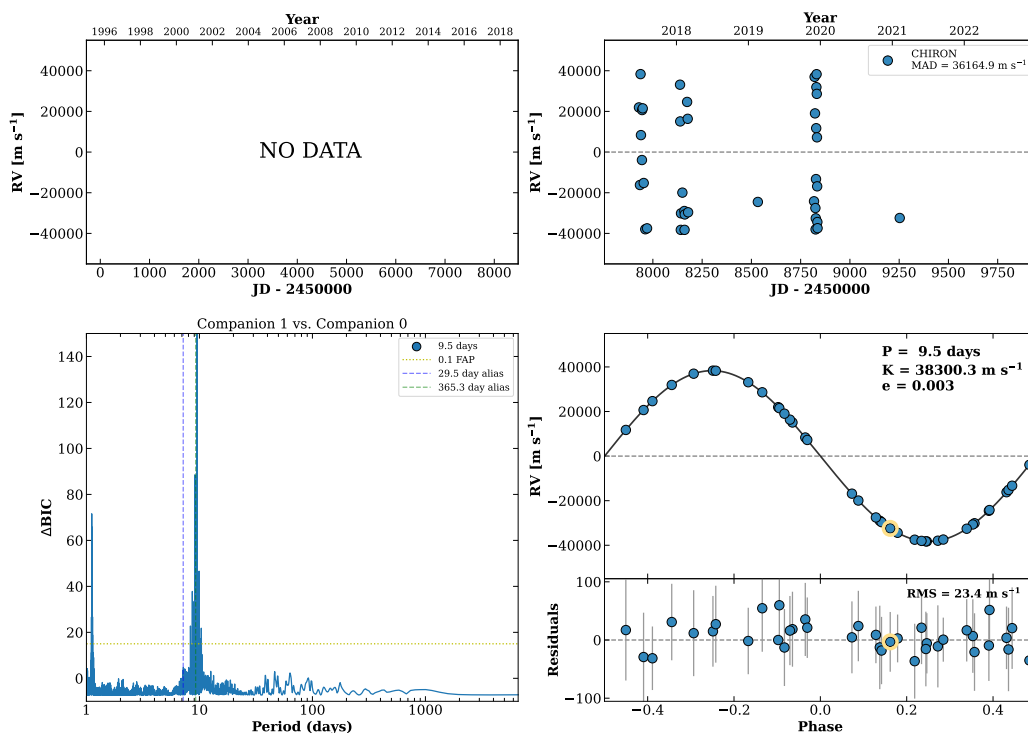 Year
1996 1998 2000 2001 2002 2004 2006 2009 2010 2012 2014 2016 2018
40000
20000
0
−20000
−40000
RV [m s⁻¹]
NO DATA
0 1000 2000 3000 4000 5000 6000 7000 8000
JD - 2450000
Year
2018 2019 2020 2021 2022
CHIRON
MAD = 36164.9 m s⁻¹
40000
20000
0
−20000
−40000
RV [m s⁻¹]
8000 8250 8500 8750 9000 9250 9500 9750
JD - 2450000
Companion 1 vs. Companion 0
9.5 days
0.1 FAP
29.5 day alias
365.3 day alias
140
120
100
80
60
40
20
0
ΔBIC
1 10 100 1000
Period (days)
P = 9.5 days
K = 38300.3 m s⁻¹
e = 0.003
40000
20000
0
−20000
−40000
RV [m s⁻¹]
RMS = 23.4 m s⁻¹
100
0
−100
Residuals
−0.4 −0.2 0.0 0.2 0.4
Phase